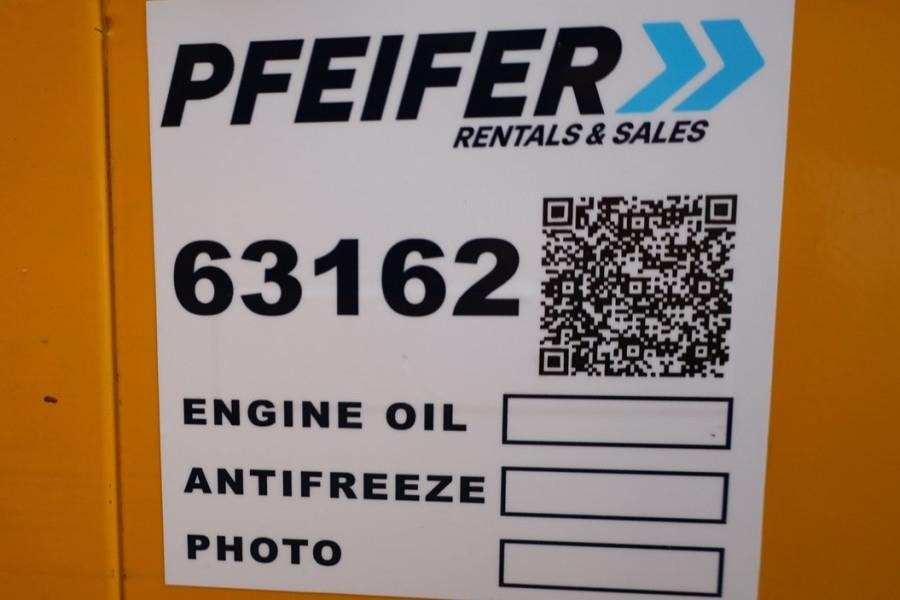 PFEIFER
RENTALS & SALES
63162
ENGINE OIL
ANTIFREEZE
PHOTO